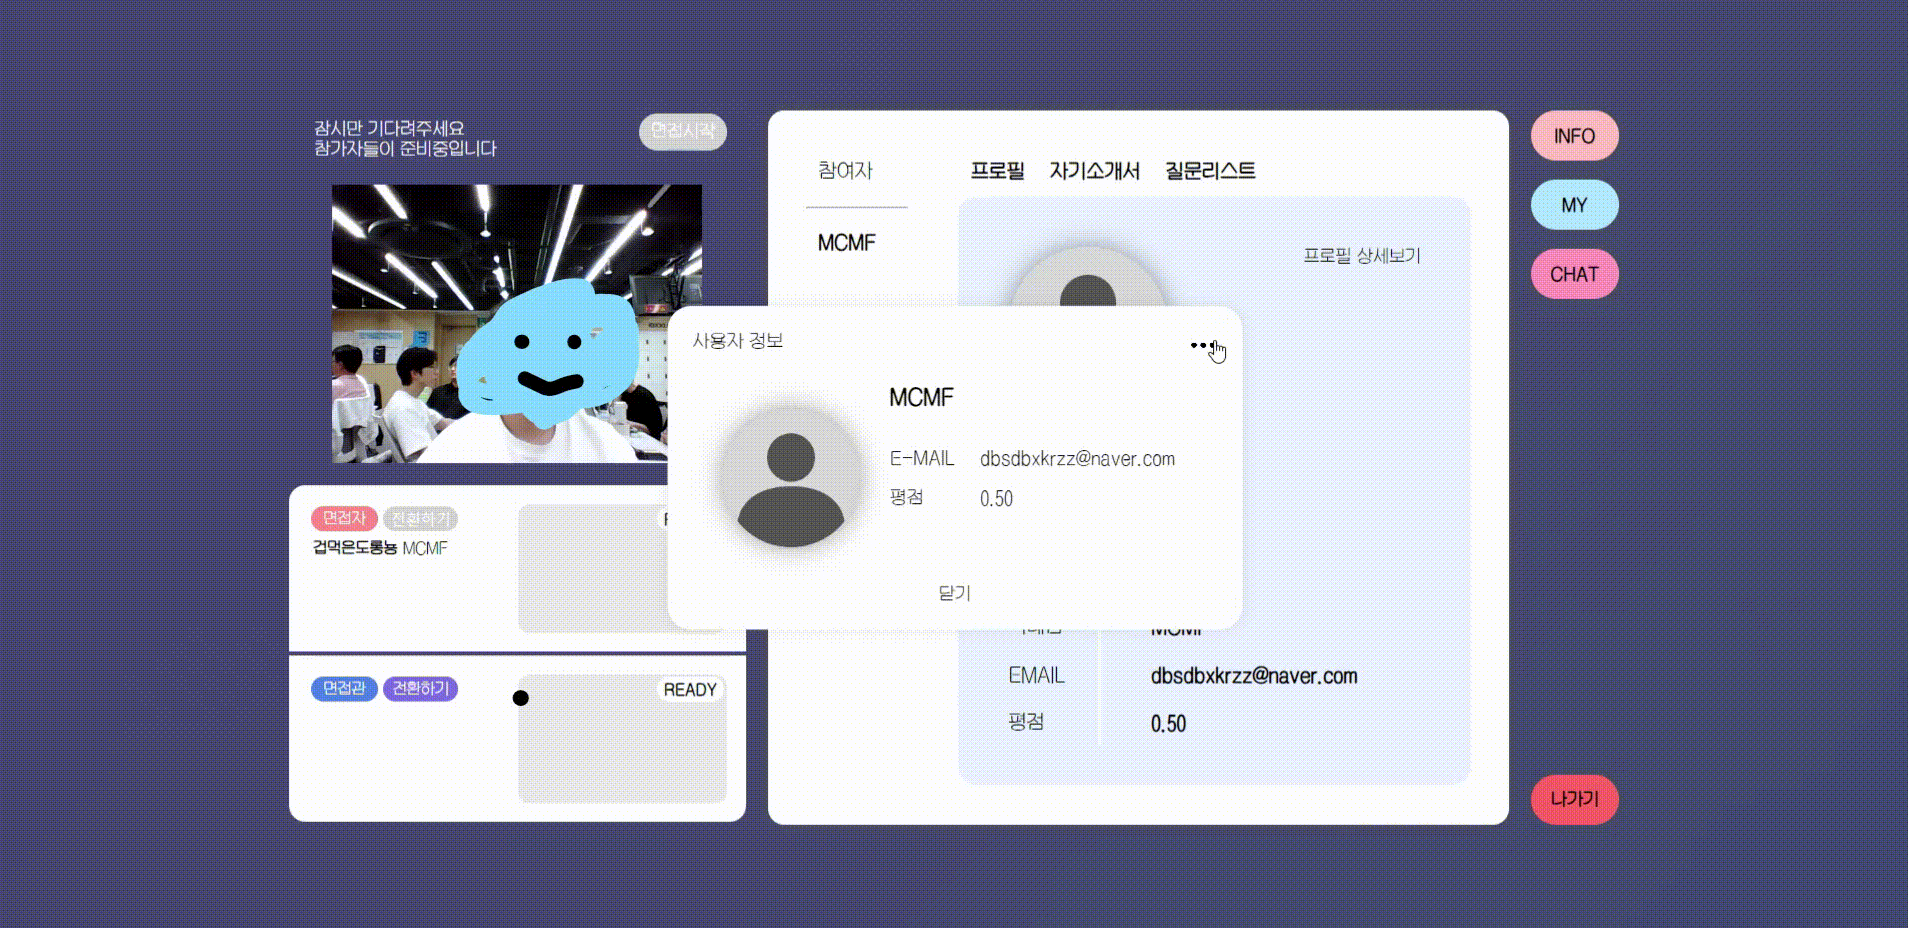 잠시만 기다려주세요
참가자들이 준비중입니다
면접시작
면접자 전환하기
겁먹은도롱뇽 MCMF
면접관 전환하기
READY
참여자
MCMF
프로필 자기소개서 질문리스트
프로필 상세보기
사용자 정보
MCMF
E-MAIL dbsdbxkrzz@naver.com
평점 0.50
닫기
MCMF
EMAIL dbsdbxkrzz@naver.com
평점 0.50
INFO
MY
CHAT
나가기